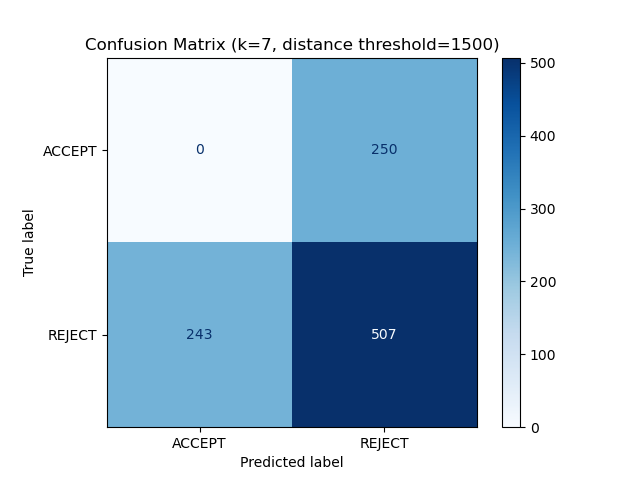 Confusion Matrix (k=7, distance threshold=1500)
True label
ACCEPT
0
250
REJECT
243
507
ACCEPT
REJECT
Predicted label
500
400
300
200
100
0